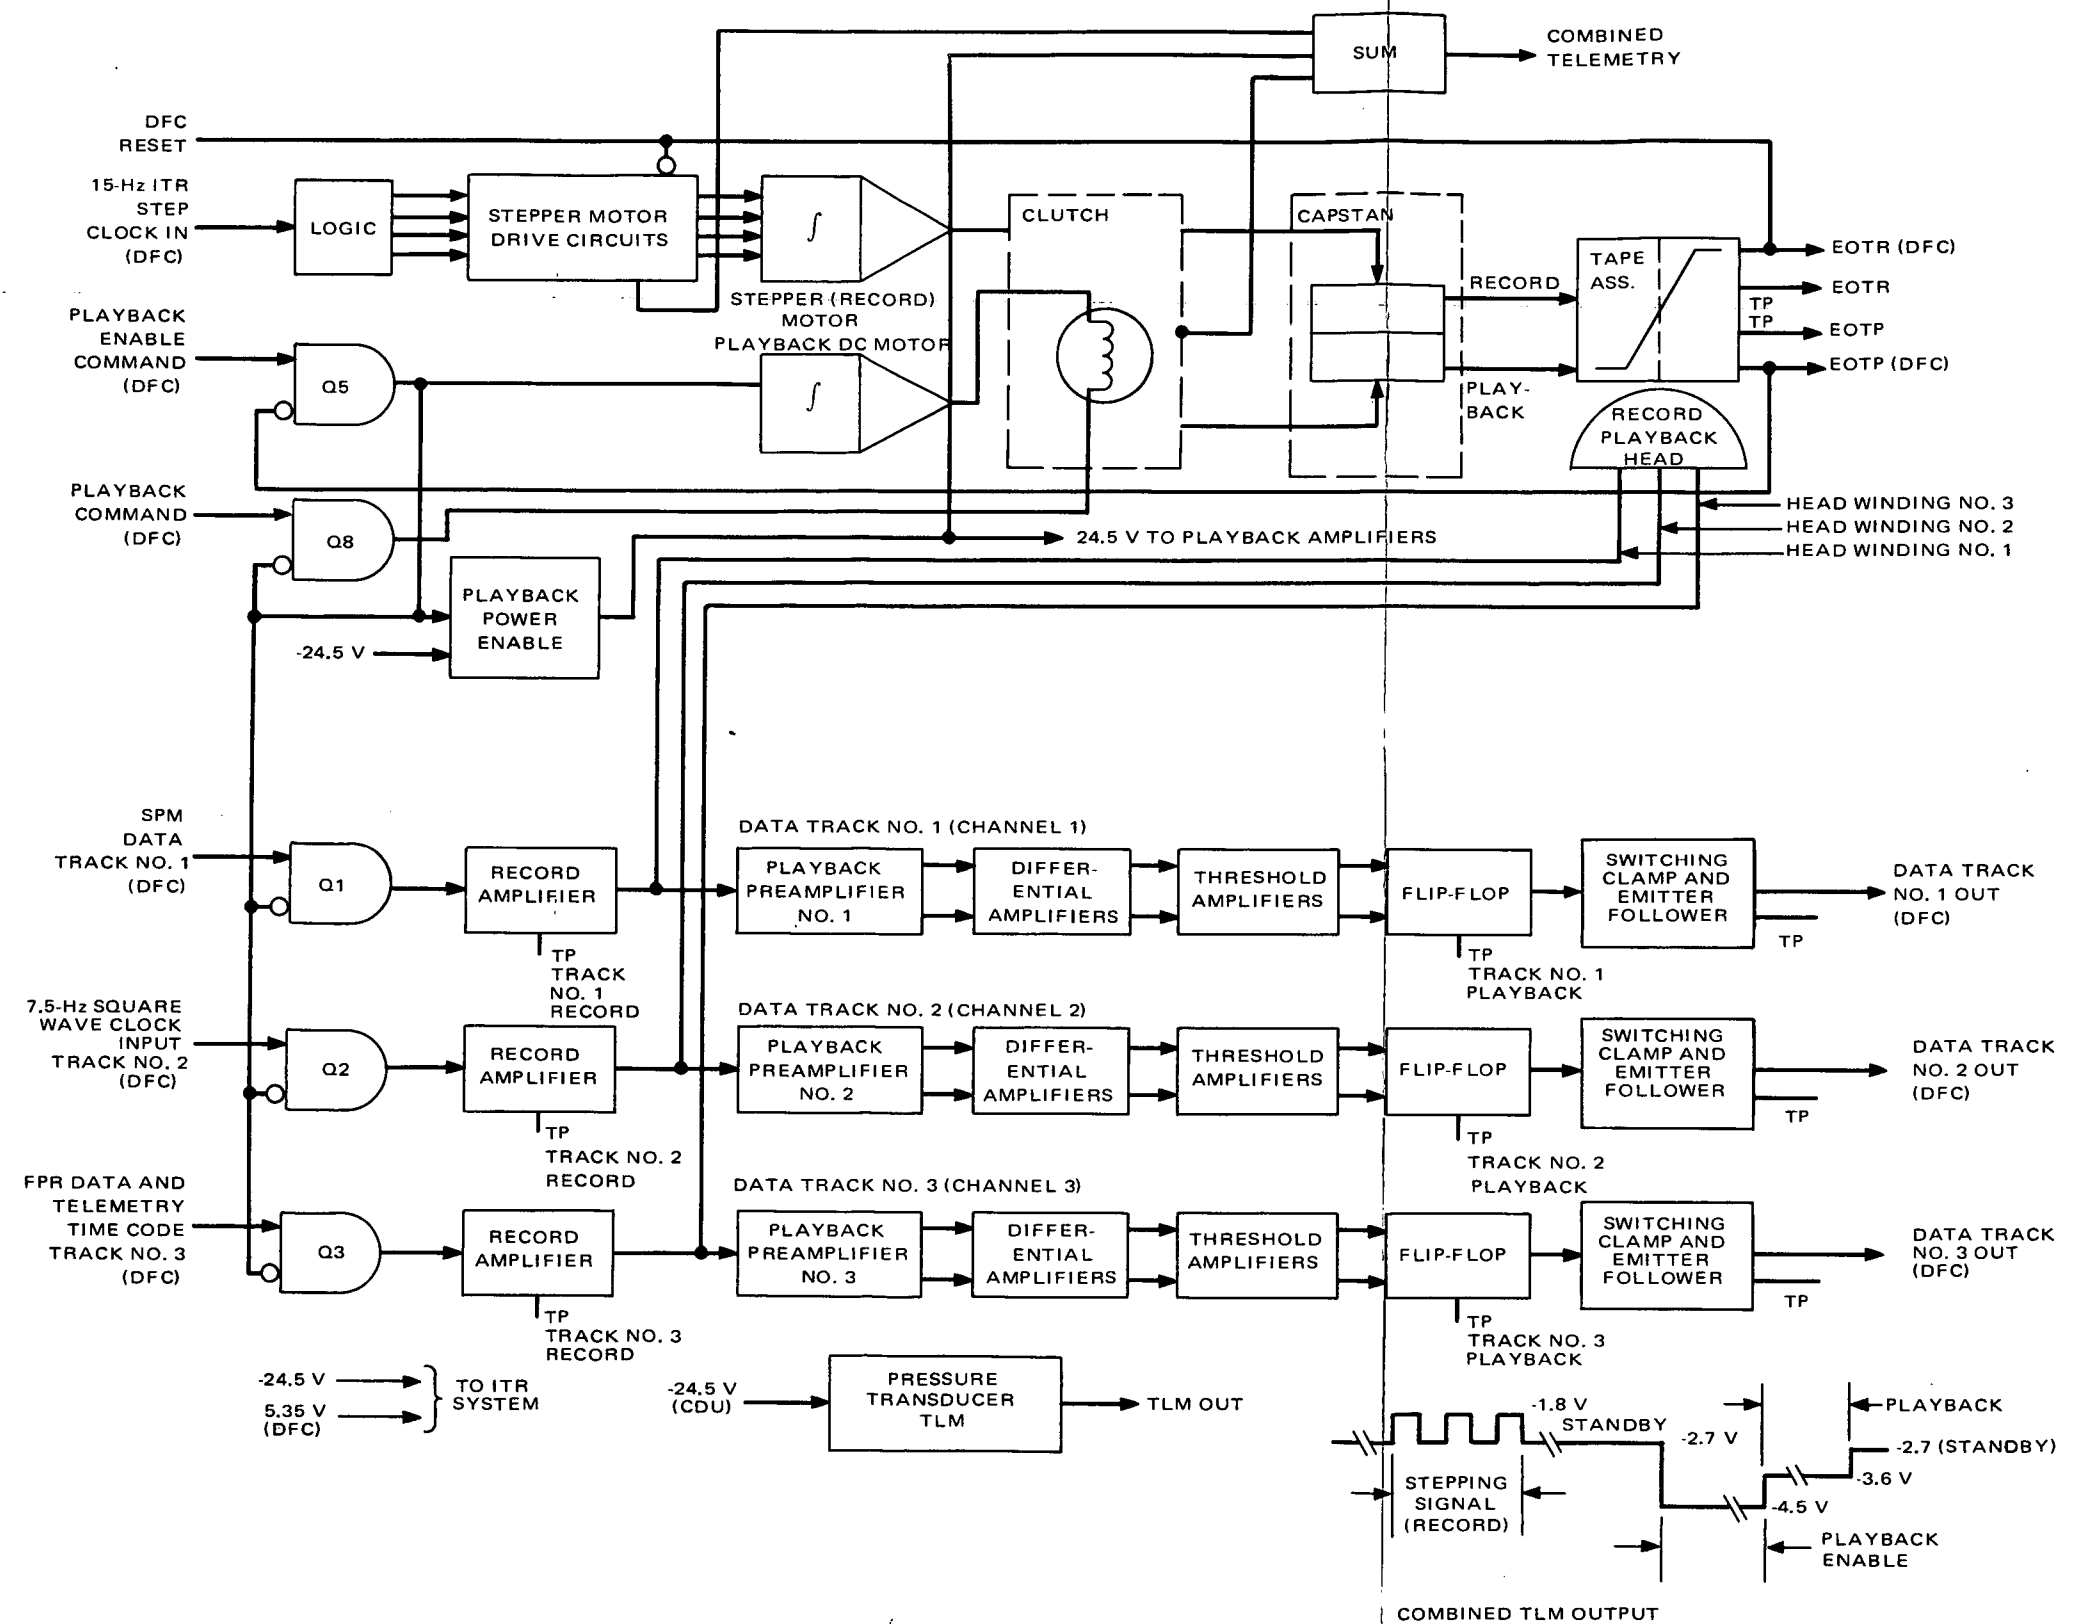 SUM
COMBINED
TELEMETRY
DFC
RESET
15-Hz ITR
STEP
CLOCK IN
(DFC)
LOGIC
STEPPER MOTOR
DRIVE CIRCUITS
∫
STEPPER (RECORD)
MOTOR
CLUTCH
CAPSTAN
RECORD
TAPE
ASS.
EOTR (DFC)
EOTR
TP
TP
EOTP
EOTP (DFC)
PLAYBACK
ENABLE
COMMAND
(DFC)
Q5
PLAYBACK DC MOTOR
∫
PLAY-
BACK
RECORD
PLAYBACK
HEAD
PLAYBACK
COMMAND
(DFC)
Q8
HEAD WINDING NO. 3
HEAD WINDING NO. 2
HEAD WINDING NO. 1
24.5 V TO PLAYBACK AMPLIFIERS
PLAYBACK
POWER
ENABLE
-24.5 V
SPM
DATA
TRACK NO. 1
(DFC)
Q1
RECORD
AMPLIFIER
TP
TRACK
NO. 1
RECORD
DATA TRACK NO. 1 (CHANNEL 1)
PLAYBACK
PREAMPLIFIER
NO. 1
DIFFER-
ENTIAL
AMPLIFIERS
THRESHOLD
AMPLIFIERS
FLIP-FLOP
TP
TRACK NO. 1
PLAYBACK
SWITCHING
CLAMP AND
EMITTER
FOLLOWER
TP
DATA TRACK
NO. 1 OUT
(DFC)
7.5-Hz SQUARE
WAVE CLOCK
INPUT
TRACK NO. 2
(DFC)
Q2
RECORD
AMPLIFIER
TP
TRACK NO. 2
RECORD
DATA TRACK NO. 2 (CHANNEL 2)
PLAYBACK
PREAMPLIFIER
NO. 2
DIFFER-
ENTIAL
AMPLIFIERS
THRESHOLD
AMPLIFIERS
FLIP-FLOP
TP
TRACK NO. 2
PLAYBACK
SWITCHING
CLAMP AND
EMITTER
FOLLOWER
TP
DATA TRACK
NO. 2 OUT
(DFC)
FPR DATA AND
TELEMETRY
TIME CODE
TRACK NO. 3
(DFC)
Q3
RECORD
AMPLIFIER
TP
TRACK NO. 3
RECORD
DATA TRACK NO. 3 (CHANNEL 3)
PLAYBACK
PREAMPLIFIER
NO. 3
DIFFER-
ENTIAL
AMPLIFIERS
THRESHOLD
AMPLIFIERS
FLIP-FLOP
TP
TRACK NO. 3
PLAYBACK
SWITCHING
CLAMP AND
EMITTER
FOLLOWER
TP
DATA TRACK
NO. 3 OUT
(DFC)
-24.5 V
5.35 V
(DFC)
TO ITR
SYSTEM
-24.5 V
(CDU)
PRESSURE
TRANSDUCER
TLM
TLM OUT
-1.8 V
STANDBY
-2.7 V
PLAYBACK
-2.7 (STANDBY)
-3.6 V
-4.5 V
STEPPING
SIGNAL
(RECORD)
PLAYBACK
ENABLE
COMBINED TLM OUTPUT